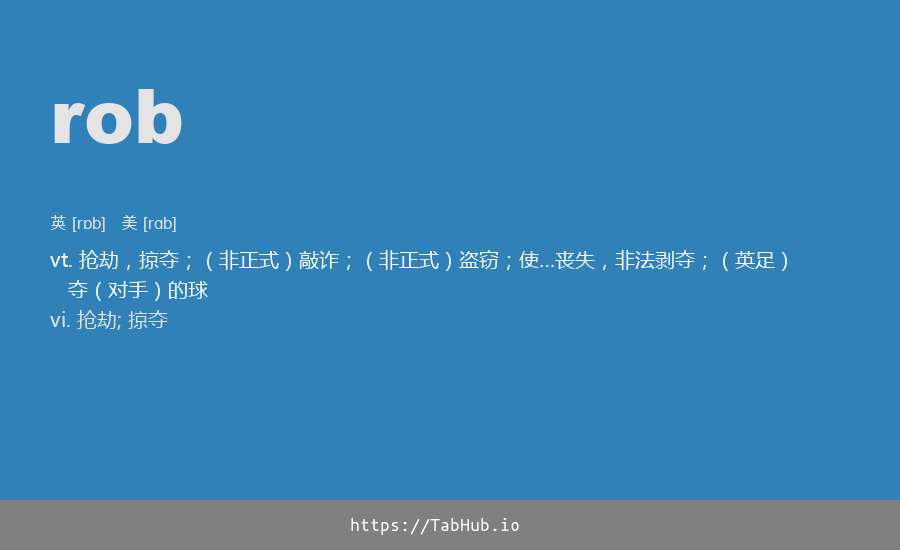 rob
英 [rɒb] 美 [rɑb]
vt. 抢劫，掠夺；（非正式）敲诈；（非正式）盗窃；使...丧失，非法剥夺；（英足）
夺（对手）的球
vi. 抢劫; 掠夺
https://TabHub.io